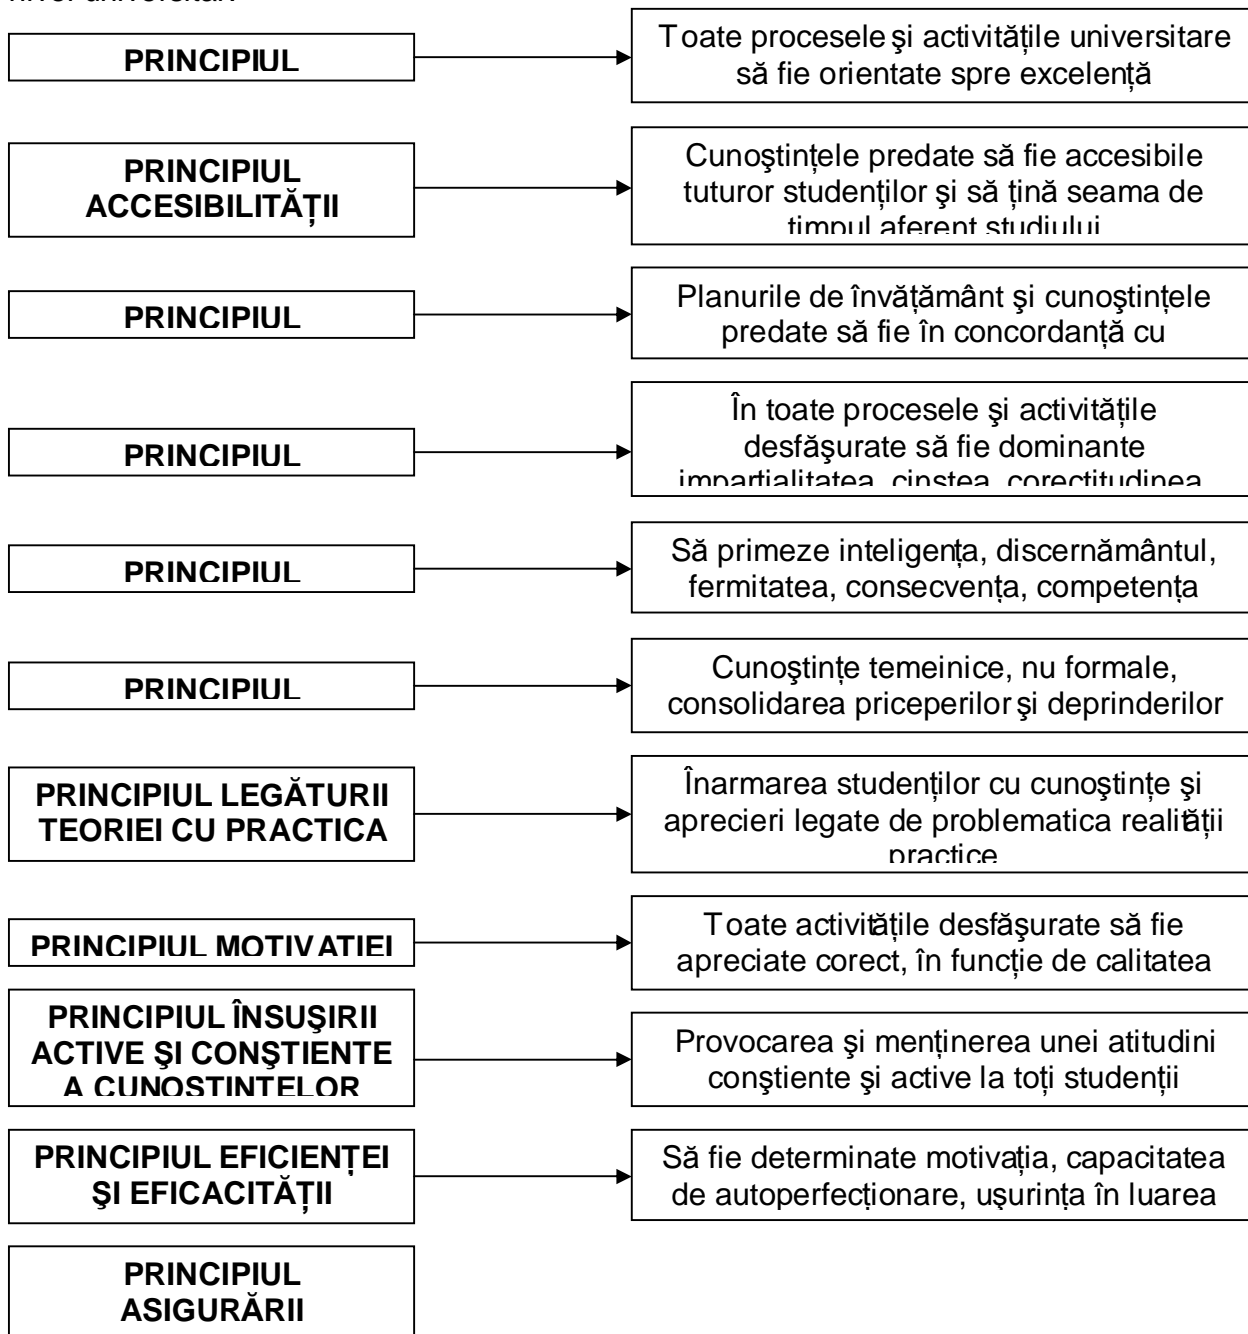 nivel universitar:
PRINCIPIUL
Toate procesele şi activităţile universitare
să fie orientate spre excelenţă
PRINCIPIUL
ACCESIBILITĂŢII
Cunoştinţele predate să fie accesibile
tuturor studenţilor şi să ţină seama de
timpul aferent studiului
PRINCIPIUL
Planurile de învăţământ şi cunoştinţele
predate să fie în concordanţă cu
PRINCIPIUL
În toate procesele şi activităţile
desfăşurate să fie dominante
imparţialitatea, cinstea, corectitudinea
PRINCIPIUL
Să primeze inteligenţa, discernământul,
fermitatea, consecvenţa, competenţa
PRINCIPIUL
Cunoştinţe temeinice, nu formale,
consolidarea priceperilor şi deprinderilor
PRINCIPIUL LEGĂTURII
TEORIEI CU PRACTICA
Înarmarea studenţilor cu cunoştinţe şi
aprecieri legate de problematica realităţii
practice
PRINCIPIUL MOTIVAŢIEI
Toate activităţile desfăşurate să fie
apreciate corect, în funcţie de calitatea
PRINCIPIUL ÎNSUŞIRII
ACTIVE ŞI CONŞTIENTE
A CUNOŞTINŢELOR
Provocarea şi menţinerea unei atitudini
conştiente şi active la toţi studenţii
PRINCIPIUL EFICIENŢEI
ŞI EFICACITĂŢII
Să fie determinate motivaţia, capacitatea
de autoperfecţionare, uşurinţa în luarea
PRINCIPIUL
ASIGURĂRII